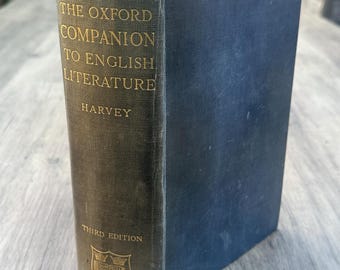 THE OXFORD
COMPANION
TO ENGLISH
LITERATURE
HARVEY
THIRD EDITION